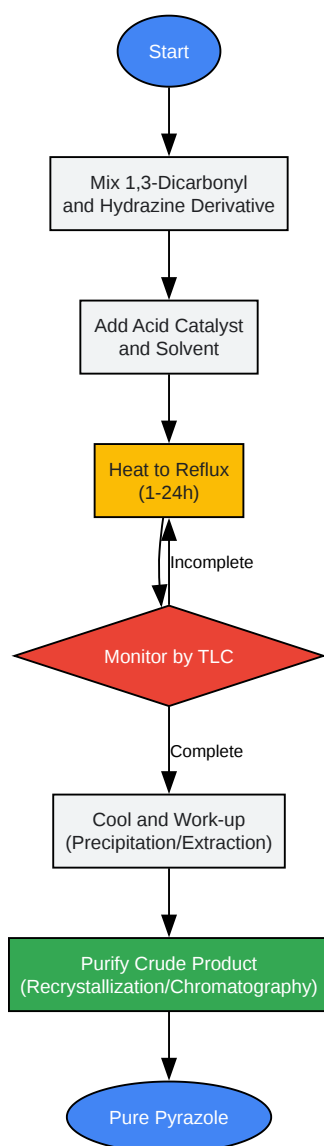 Start
Mix 1,3-Dicarbonyl
and Hydrazine Derivative
Add Acid Catalyst
and Solvent
Heat to Reflux
(1-24h)
Incomplete
Monitor by TLC
Complete
Cool and Work-up
(Precipitation/Extraction)
Purify Crude Product
(Recrystallization/Chromatography)
Pure Pyrazole